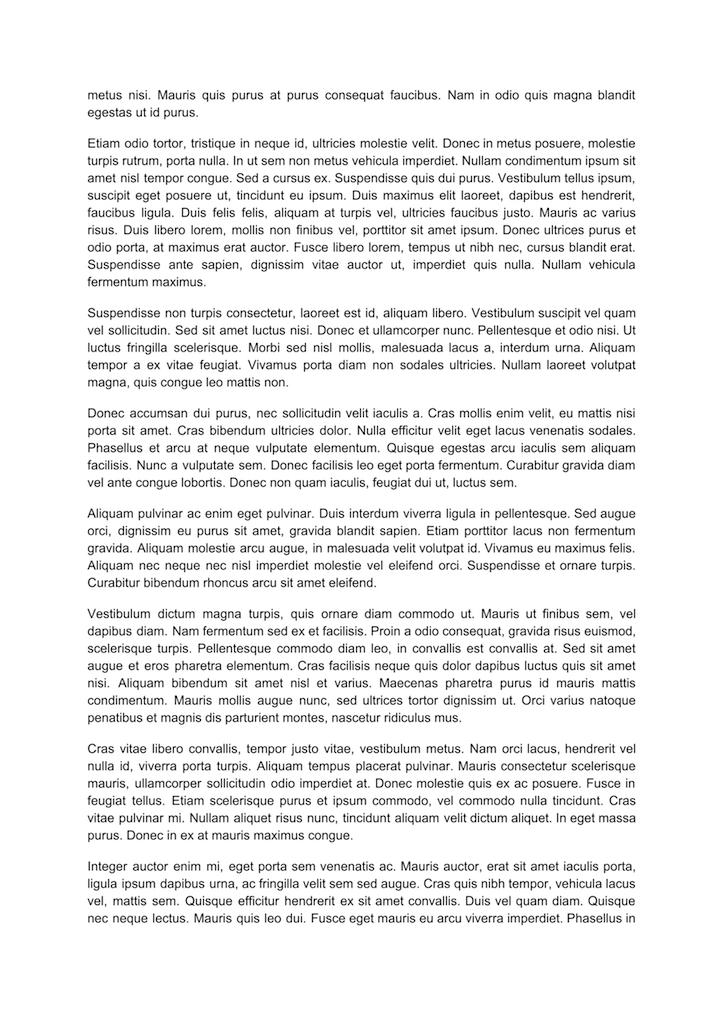 metus nisi. Mauris quis purus at purus consequat faucibus. Nam in odio quis magna blandit
egestas ut id purus.
Etiam odio tortor, tristique in neque id, ultricies molestie velit. Donec in metus posuere, molestie
turpis rutrum, porta nulla. In ut sem non metus vehicula imperdiet. Nullam condimentum ipsum sit
amet nisl tempor congue. Sed a cursus ex. Suspendisse quis dui purus. Vestibulum tellus ipsum,
suscipit eget posuere ut, tincidunt eu ipsum. Duis maximus elit laoreet, dapibus est hendrerit,
faucibus ligula. Duis felis felis, aliquam at turpis vel, ultricies faucibus justo. Mauris ac varius
risus. Duis libero lorem, mollis non finibus vel, porttitor sit amet ipsum. Donec ultrices purus et
odio porta, at maximus erat auctor. Fusce libero lorem, tempus ut nibh nec, cursus blandit erat.
Suspendisse ante sapien, dignissim vitae auctor ut, imperdiet quis nulla. Nullam vehicula
fermentum maximus.
Suspendisse non turpis consectetur, laoreet est id, aliquam libero. Vestibulum suscipit vel quam
vel sollicitudin. Sed sit amet luctus nisi. Donec et ullamcorper nunc. Pellentesque et odio nisi. Ut
luctus fringilla scelerisque. Morbi sed nisl mollis, malesuada lacus a, interdum urna. Aliquam
tempor a ex vitae feugiat. Vivamus porta diam non sodales ultricies. Nullam laoreet volutpat
magna, quis congue leo mattis non.
Donec accumsan dui purus, nec sollicitudin velit iaculis a. Cras mollis enim velit, eu mattis nisi
porta sit amet. Cras bibendum ultricies dolor. Nulla efficitur velit eget lacus venenatis sodales.
Phasellus et arcu at neque vulputate elementum. Quisque egestas arcu iaculis sem aliquam
facilisis. Nunc a vulputate sem. Donec facilisis leo eget porta fermentum. Curabitur gravida diam
vel ante congue lobortis. Donec non quam iaculis, feugiat dui ut, luctus sem.
Aliquam pulvinar ac enim eget pulvinar. Duis interdum viverra ligula in pellentesque. Sed augue
orci, dignissim eu purus sit amet, gravida blandit sapien. Etiam porttitor lacus non fermentum
gravida. Aliquam molestie arcu augue, in malesuada velit volutpat id. Vivamus eu maximus felis.
Aliquam nec neque nec nisl imperdiet molestie vel eleifend orci. Suspendisse et ornare turpis.
Curabitur bibendum rhoncus arcu sit amet eleifend.
Vestibulum dictum magna turpis, quis ornare diam commodo ut. Mauris ut finibus sem, vel
dapibus diam. Nam fermentum sed ex et facilisis. Proin a odio consequat, gravida risus euismod,
scelerisque turpis. Pellentesque commodo diam leo, in convallis est convallis at. Sed sit amet
augue et eros pharetra elementum. Cras facilisis neque quis dolor dapibus luctus quis sit amet
nisi. Aliquam bibendum sit amet nisl et varius. Maecenas pharetra purus id mauris mattis
condimentum. Mauris mollis augue nunc, sed ultrices tortor dignissim ut. Orci varius natoque
penatibus et magnis dis parturient montes, nascetur ridiculus mus.
Cras vitae libero convallis, tempor justo vitae, vestibulum metus. Nam orci lacus, hendrerit vel
nulla id, viverra porta turpis. Aliquam tempus placerat pulvinar. Mauris consectetur scelerisque
mauris, ullamcorper sollicitudin odio imperdiet at. Donec molestie quis ex ac posuere. Fusce in
feugiat tellus. Etiam scelerisque purus et ipsum commodo, vel commodo nulla tincidunt. Cras
vitae pulvinar mi. Nullam aliquet risus nunc, tincidunt aliquam velit dictum aliquet. In eget massa
purus. Donec in ex at mauris maximus congue.
Integer auctor enim mi, eget porta sem venenatis ac. Mauris auctor, erat sit amet iaculis porta,
ligula ipsum dapibus urna, ac fringilla velit sem sed augue. Cras quis nibh tempor, vehicula lacus
vel, mattis sem. Quisque efficitur hendrerit ex sit amet convallis. Duis vel quam diam. Quisque
nec neque lectus. Mauris quis leo dui. Fusce eget mauris eu arcu viverra imperdiet. Phasellus in